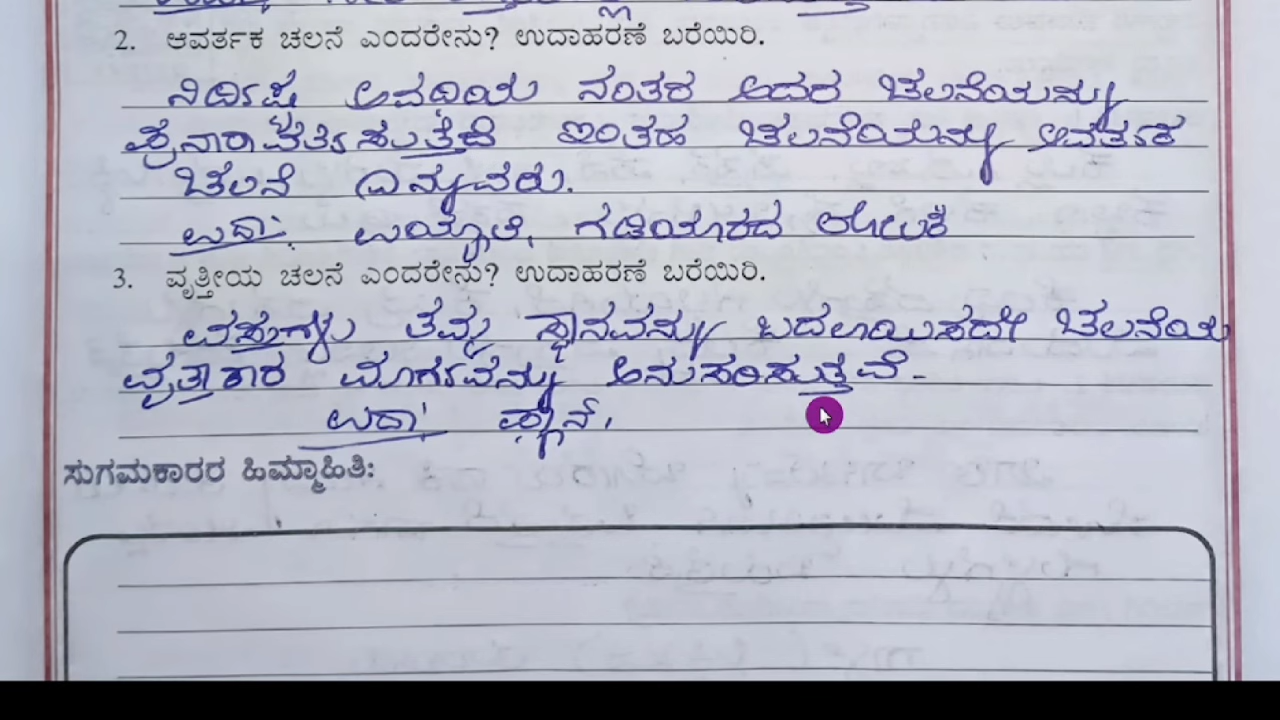 2. ಆವರ್ತಕ ಚಲನೆ ಎಂದರೇನು? ಉದಾಹರಣೆ ಬರೆಯಿರಿ.
ನಿರ್ದಿಷ್ಟ ಅವಧಿಯ ನಂತರ ಅದರ ಚಲನೆಯನ್ನು
ಪುನಾರಾವರ್ತಿಸುತ್ತದೆ ಇಂತಹ ಚಲನೆಯನ್ನು ಆವರ್ತಕ
ಚಲನೆ ಎನ್ನುವರು.
ಉದಾ: ಉಯ್ಯಾಲೆ, ಗಡಿಯಾರದ ಲೋಲಕ
3. ವೃತ್ತೀಯ ಚಲನೆ ಎಂದರೇನು? ಉದಾಹರಣೆ ಬರೆಯಿರಿ.
ವಸ್ತುಗಳು ತಮ್ಮ ಸ್ಥಾನವನ್ನು ಬದಲಾಯಿಸದೇ ಚಲನೆಯ
ವೃತ್ತಾಕಾರ ಮಾರ್ಗವನ್ನು ಅನುಸರಿಸುತ್ತವೆ.
ಉದಾ: ಫ್ಯಾನ್.
ಸುಗಮಕಾರರ ಹಿಮ್ಮಾಹಿತಿ: